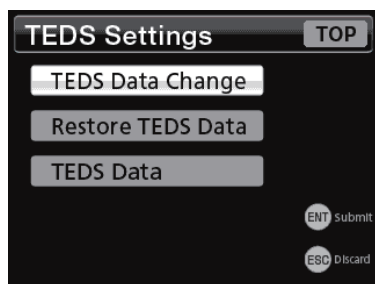 TEDS Settings TOP
TEDS Data Change
Restore TEDS Data
TEDS Data
ENT Submit
ESC Discard